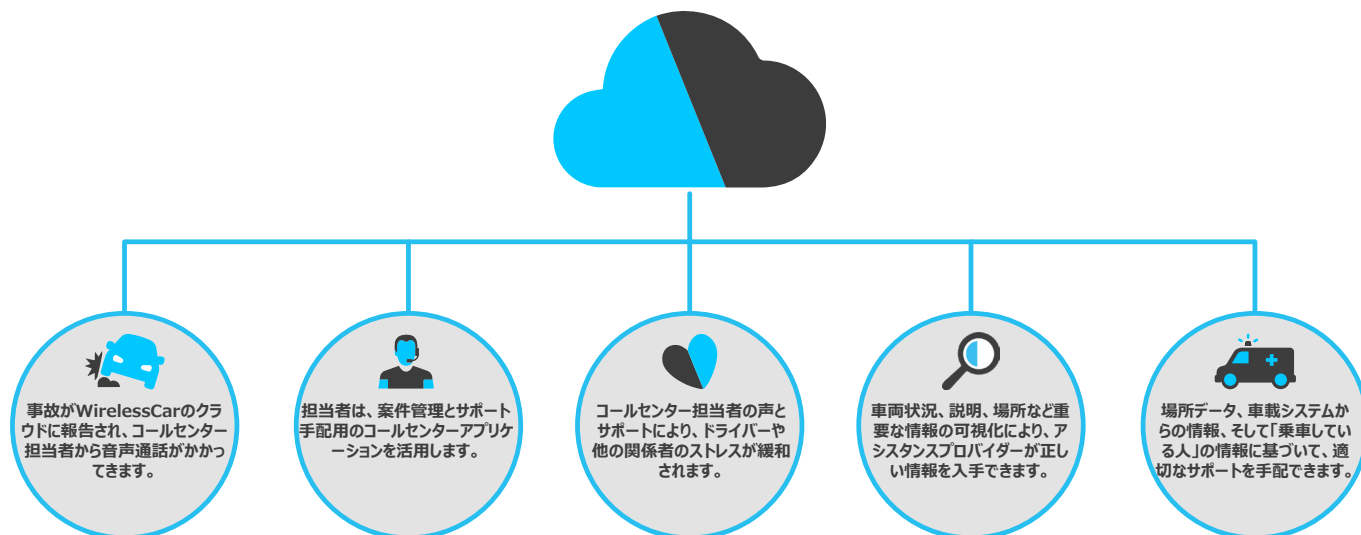 事故がWirelessCarのクラ
ウドに報告され、コールセンター
担当者から音声通話がかかっ
てきます。
担当者は、案件管理とサポート
手配用のコールセンターアプリケ
ーションを活用します。
コールセンター担当者の声と
サポートにより、ドライバーや
他の関係者のストレスが緩和
されます。
車両状況、説明、場所など重
要な情報の可視化により、ア
シスタンスプロバイダーが正し
い情報を入手できます。
場所データ、車載システムか
らの情報、そして「乗車してい
る人」の情報に基づいて、適
切なサポートを手配できます。